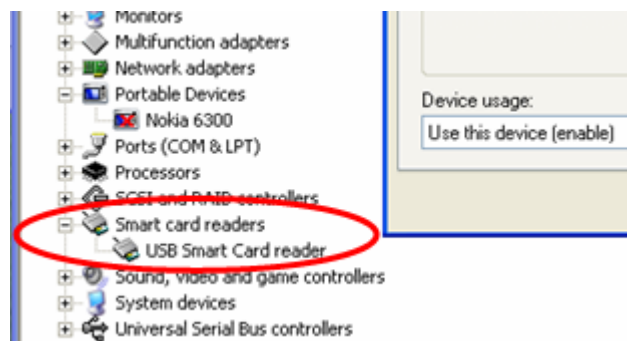 Monitors
Multifunction adapters
Network adapters
Portable Devices
Nokia 6300
Ports (COM & LPT)
Processors
SCSI and RAID controllers
Smart card readers
USB Smart Card reader
Sound, video and game controllers
System devices
Universal Serial Bus controllers
Device usage:
Use this device (enable)